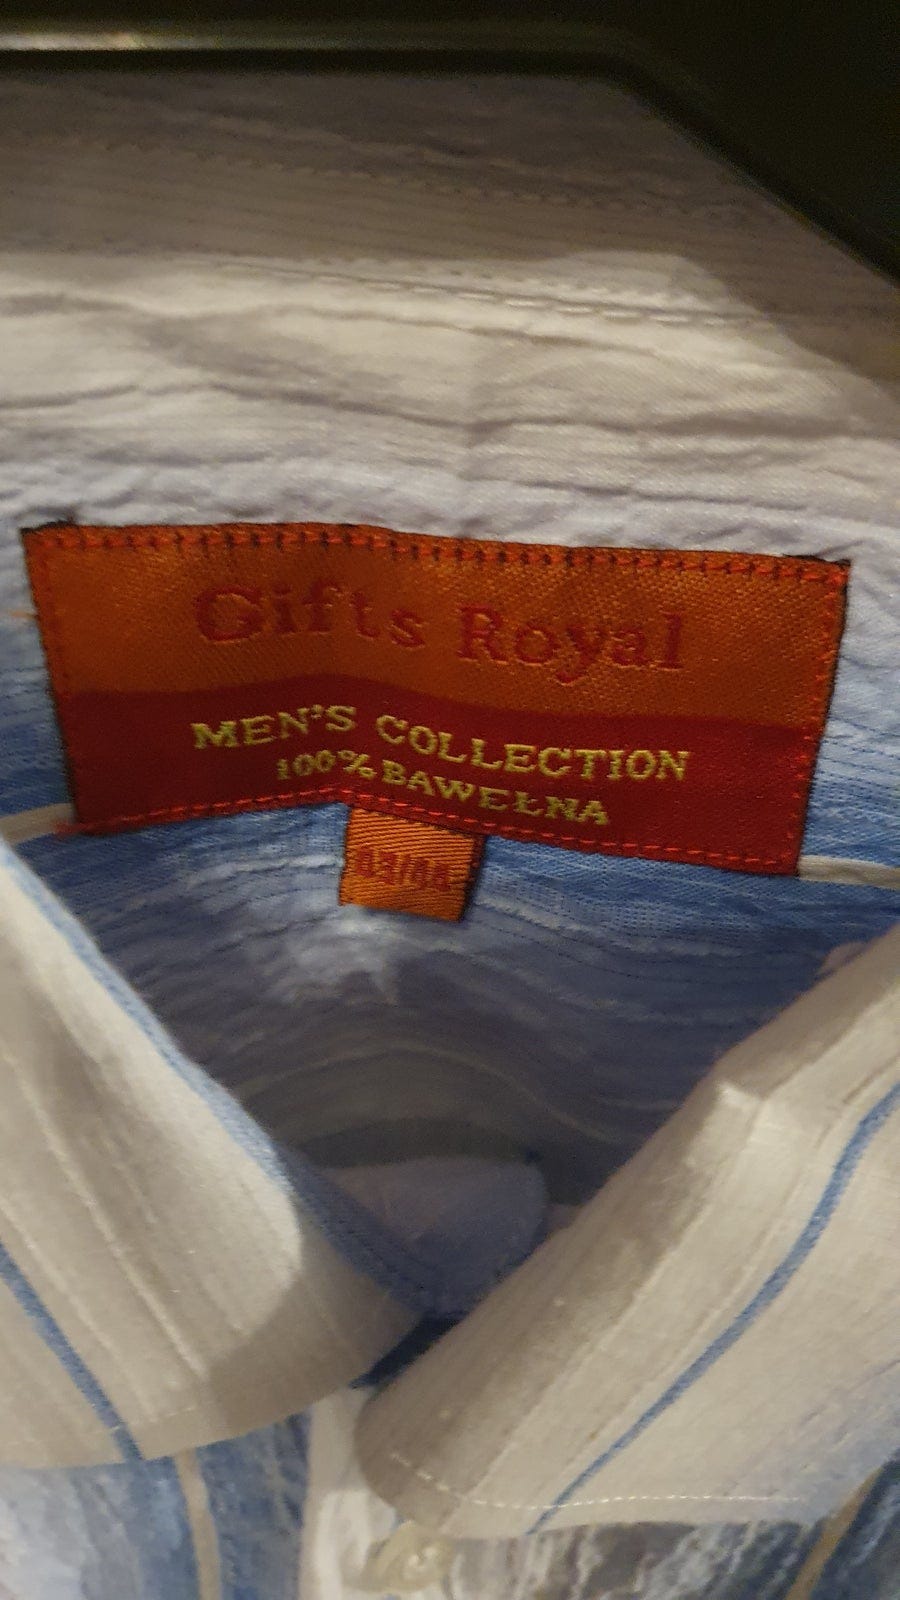 Gifts Royal
MEN'S COLLECTION
100% BAWEŁNA